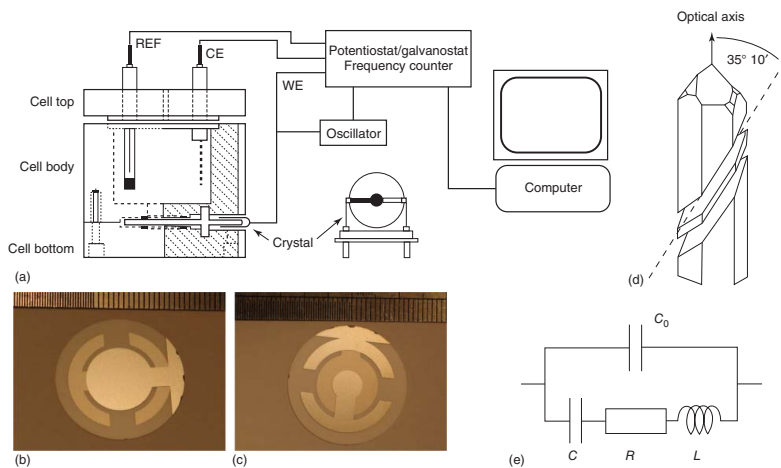 REF
CE
WE
Potentiostat/galvanostat
Frequency counter
Cell top
Oscillator
Cell body
Computer
Crystal
Cell bottom
(a)
Optical axis
35° 10′
(d)
(b)
(c)
C0
C
R
L
(e)